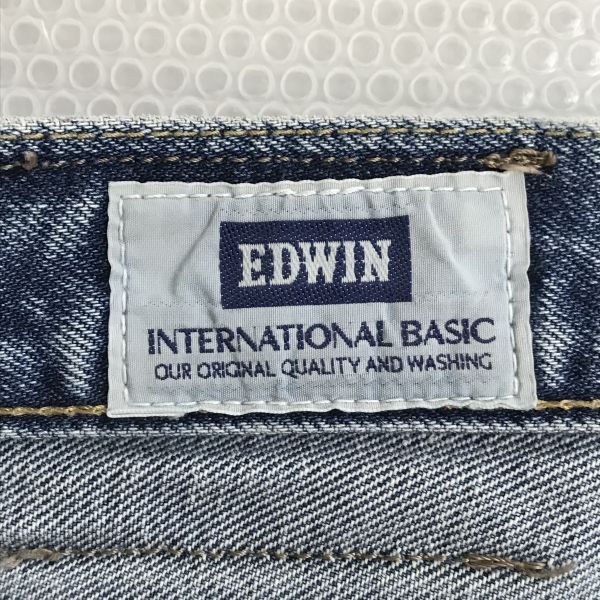 EDWIN
INTERNATIONAL BASIC
OUR ORIGINAL QUALITY AND WASHING